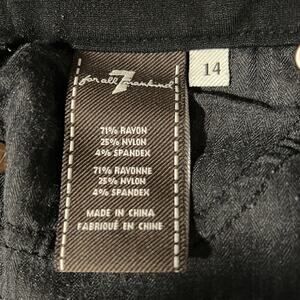 7
for all mankind
14
71% RAYON
25% NYLON
4% SPANDEX
71% RAYONNE
25% NYLON
4% SPANDEX
MADE IN CHINA
FABRIQUÉ EN CHINE